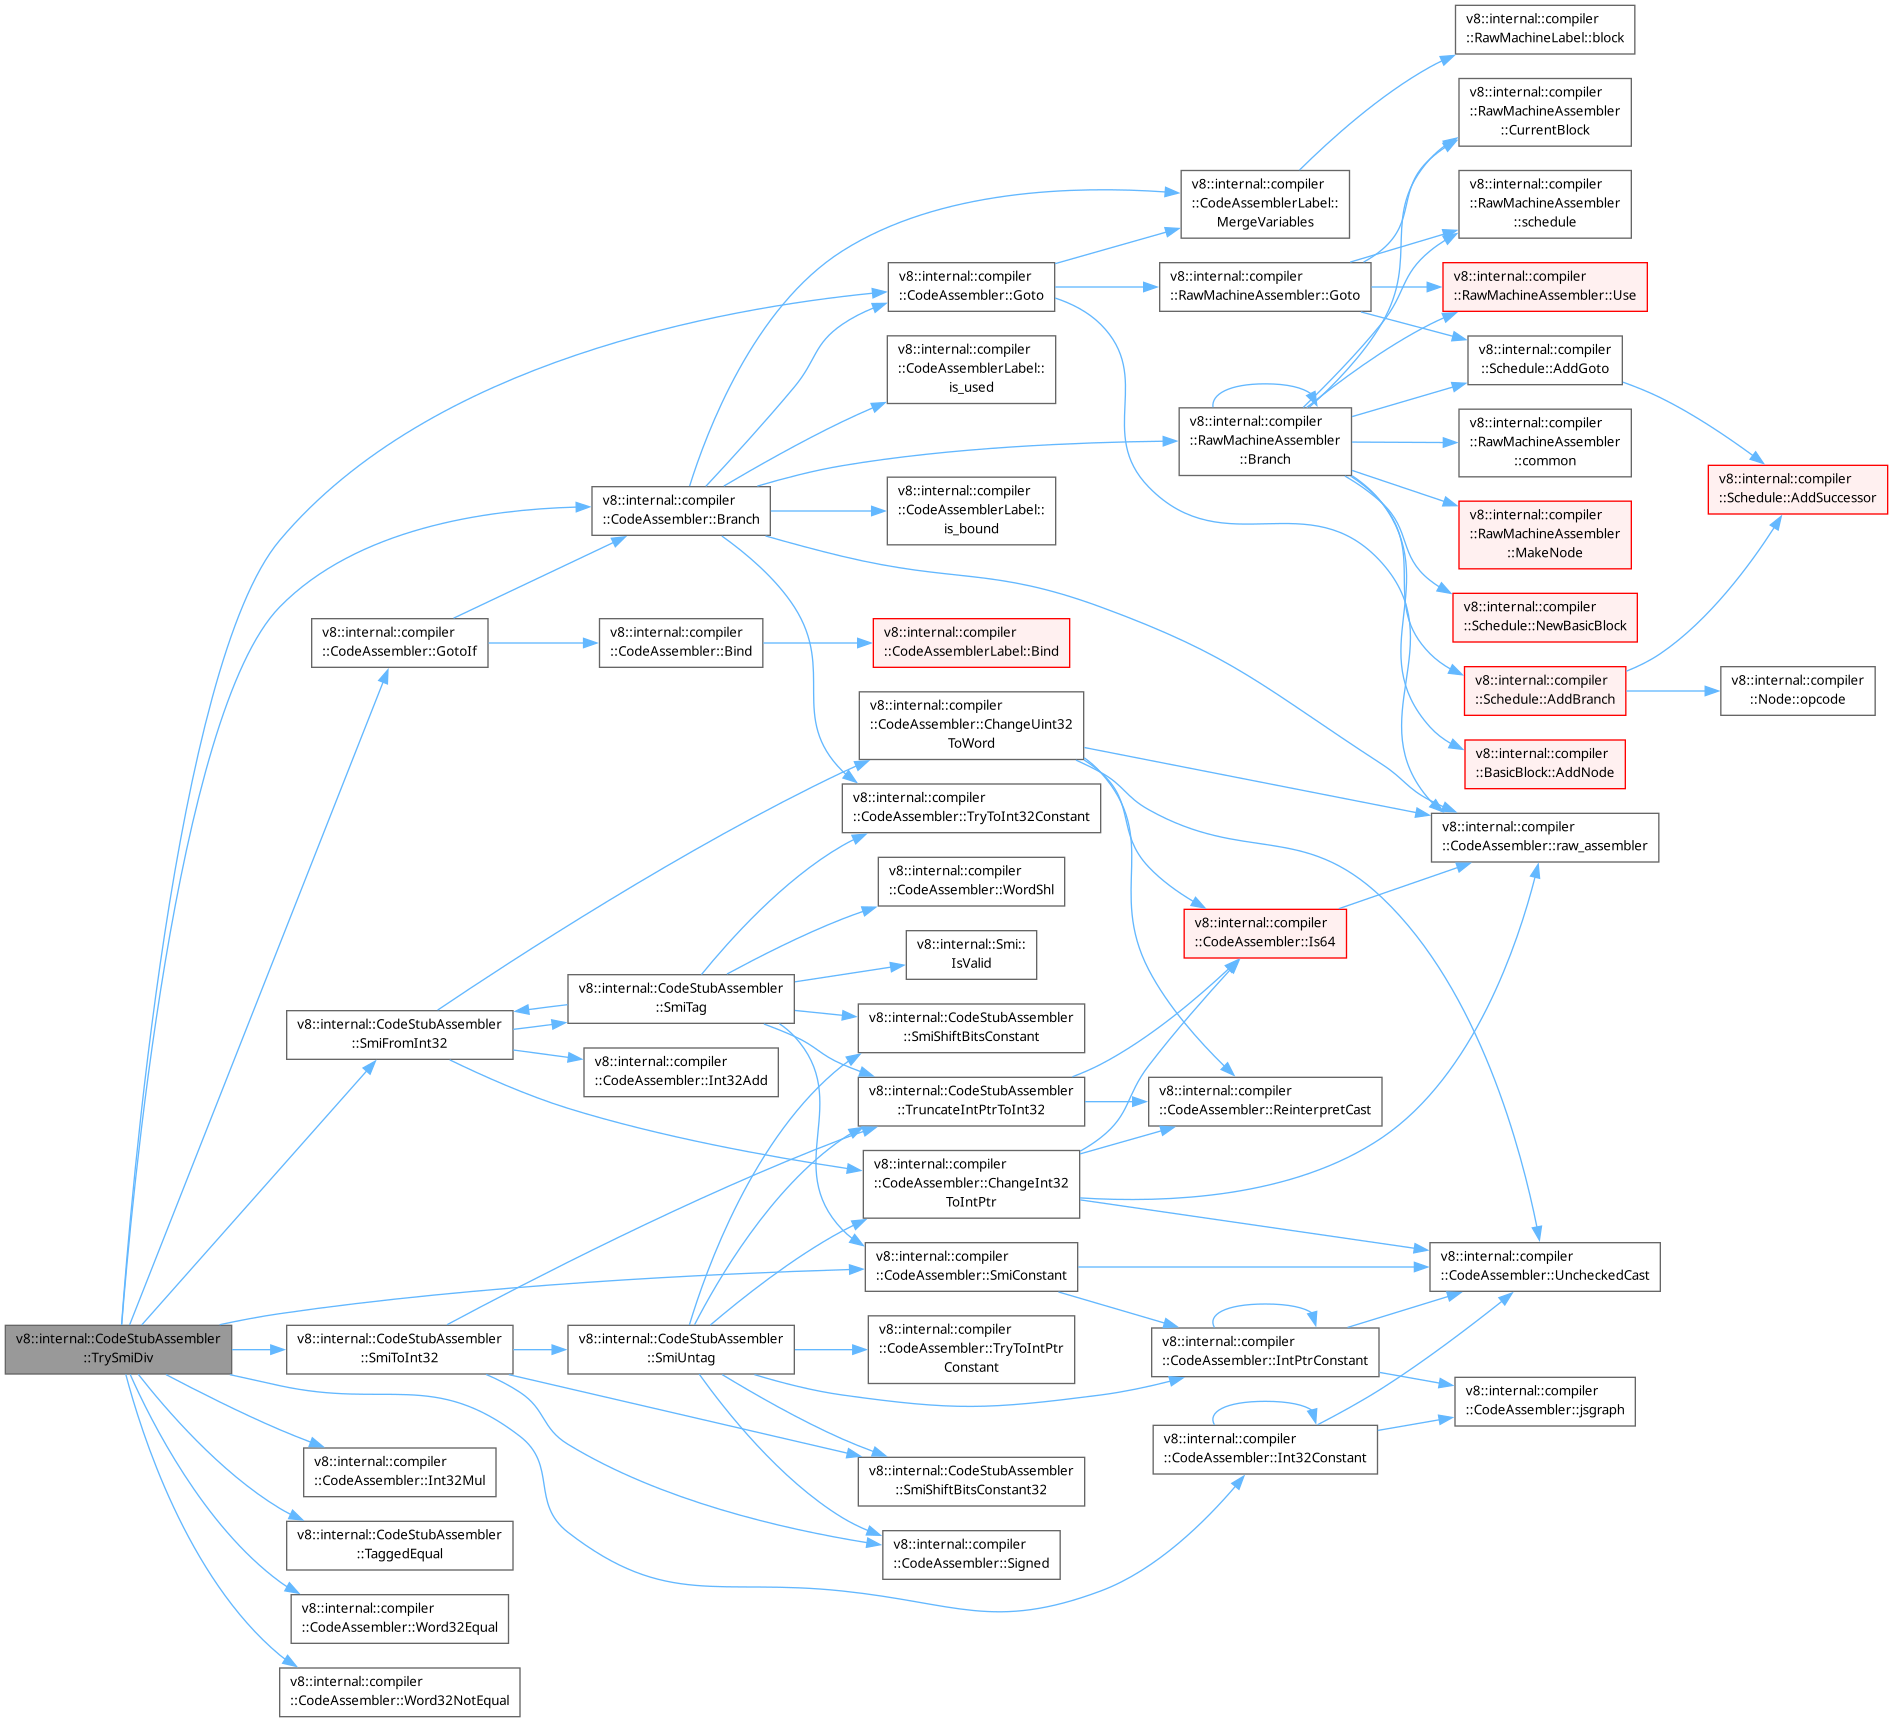 v8::internal::compiler
::RawMachineLabel::block
v8::internal::compiler
::RawMachineAssembler
::CurrentBlock
v8::internal::compiler
::CodeAssemblerLabel::
MergeVariables
v8::internal::compiler
::RawMachineAssembler
::schedule
v8::internal::compiler
::CodeAssembler::Goto
v8::internal::compiler
::RawMachineAssembler::Goto
v8::internal::compiler
::RawMachineAssembler::Use
v8::internal::compiler
::CodeAssemblerLabel::
is_used
v8::internal::compiler
::Schedule::AddGoto
v8::internal::compiler
::RawMachineAssembler
::Branch
v8::internal::compiler
::RawMachineAssembler
::common
v8::internal::compiler
::Schedule::AddSuccessor
v8::internal::compiler
::CodeAssembler::Branch
v8::internal::compiler
::CodeAssemblerLabel::
is_bound
v8::internal::compiler
::RawMachineAssembler
::MakeNode
v8::internal::compiler
::Schedule::NewBasicBlock
v8::internal::compiler
::CodeAssembler::GotoIf
v8::internal::compiler
::CodeAssembler::Bind
v8::internal::compiler
::CodeAssemblerLabel::Bind
v8::internal::compiler
::Schedule::AddBranch
v8::internal::compiler
::Node::opcode
v8::internal::compiler
::CodeAssembler::ChangeUint32
ToWord
v8::internal::compiler
::BasicBlock::AddNode
v8::internal::compiler
::CodeAssembler::TryToInt32Constant
v8::internal::compiler
::CodeAssembler::raw_assembler
v8::internal::compiler
::CodeAssembler::WordShl
v8::internal::compiler
::CodeAssembler::Is64
v8::internal::Smi::
IsValid
v8::internal::CodeStubAssembler
::SmiTag
v8::internal::CodeStubAssembler
::SmiFromInt32
v8::internal::CodeStubAssembler
::SmiShiftBitsConstant
v8::internal::compiler
::CodeAssembler::Int32Add
v8::internal::CodeStubAssembler
::TruncateIntPtrToInt32
v8::internal::compiler
::CodeAssembler::ReinterpretCast
v8::internal::compiler
::CodeAssembler::ChangeInt32
ToIntPtr
v8::internal::compiler
::CodeAssembler::SmiConstant
v8::internal::compiler
::CodeAssembler::UncheckedCast
v8::internal::CodeStubAssembler
::TrySmiDiv
v8::internal::CodeStubAssembler
::SmiToInt32
v8::internal::CodeStubAssembler
::SmiUntag
v8::internal::compiler
::CodeAssembler::TryToIntPtr
Constant
v8::internal::compiler
::CodeAssembler::IntPtrConstant
v8::internal::compiler
::CodeAssembler::jsgraph
v8::internal::compiler
::CodeAssembler::Int32Constant
v8::internal::compiler
::CodeAssembler::Int32Mul
v8::internal::CodeStubAssembler
::SmiShiftBitsConstant32
v8::internal::CodeStubAssembler
::TaggedEqual
v8::internal::compiler
::CodeAssembler::Signed
v8::internal::compiler
::CodeAssembler::Word32Equal
v8::internal::compiler
::CodeAssembler::Word32NotEqual